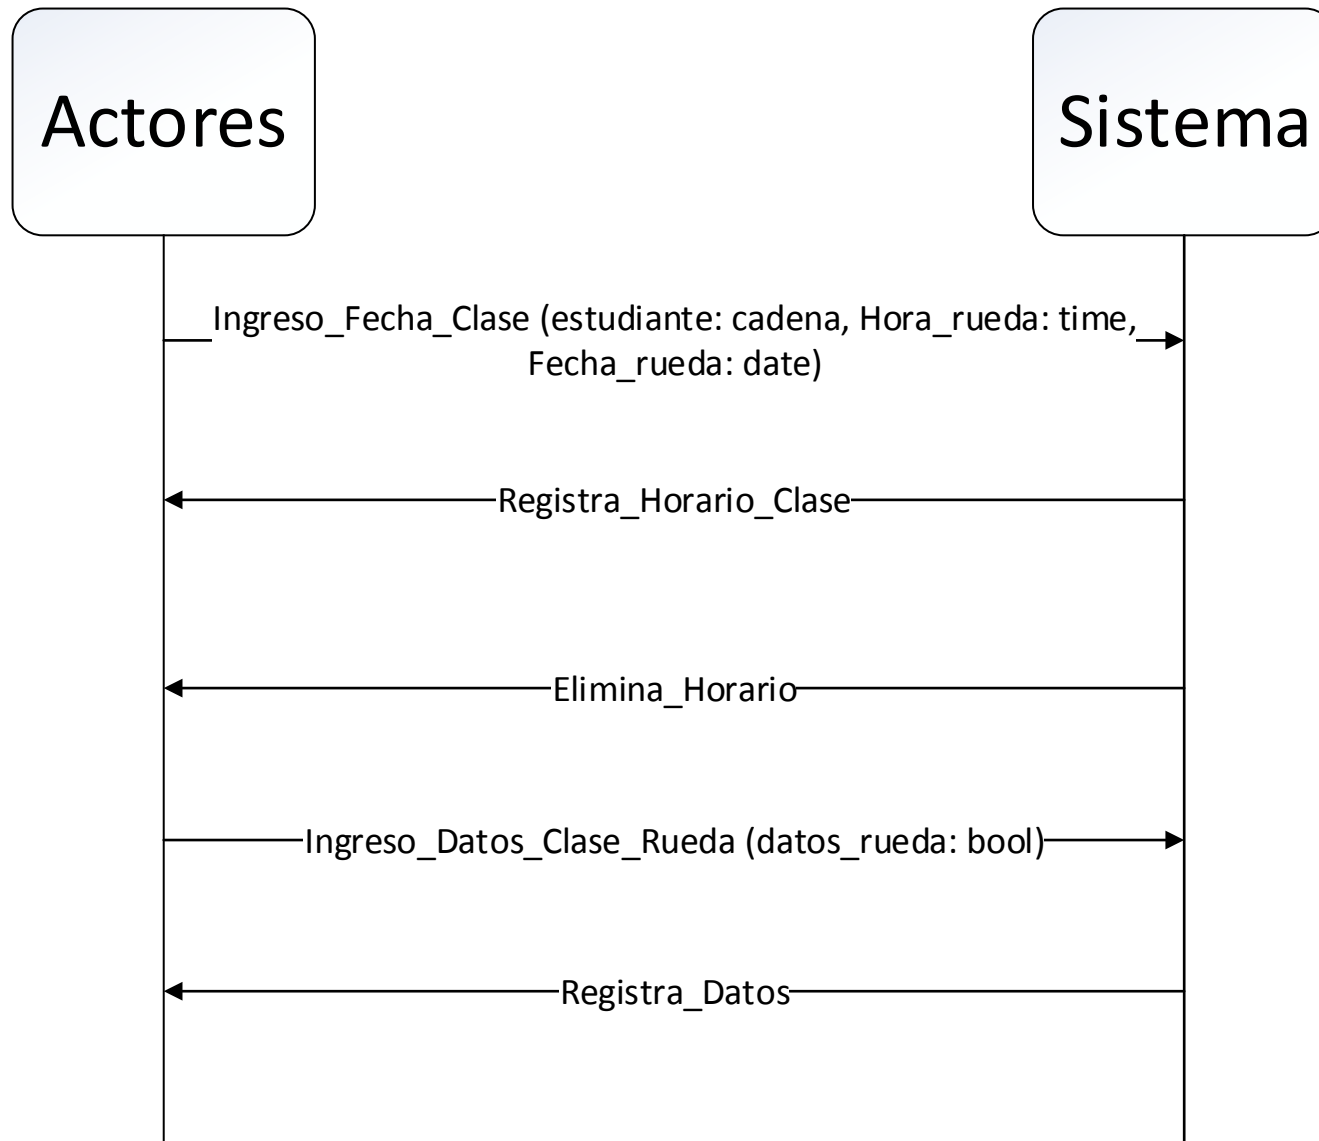 Actores
Sistema
Ingreso_Fecha_Clase (estudiante: cadena, Hora_rueda: time,
Fecha_rueda: date)
Registra_Horario_Clase
Elimina_Horario
Ingreso_Datos_Clase_Rueda (datos_rueda: bool)
Registra_Datos